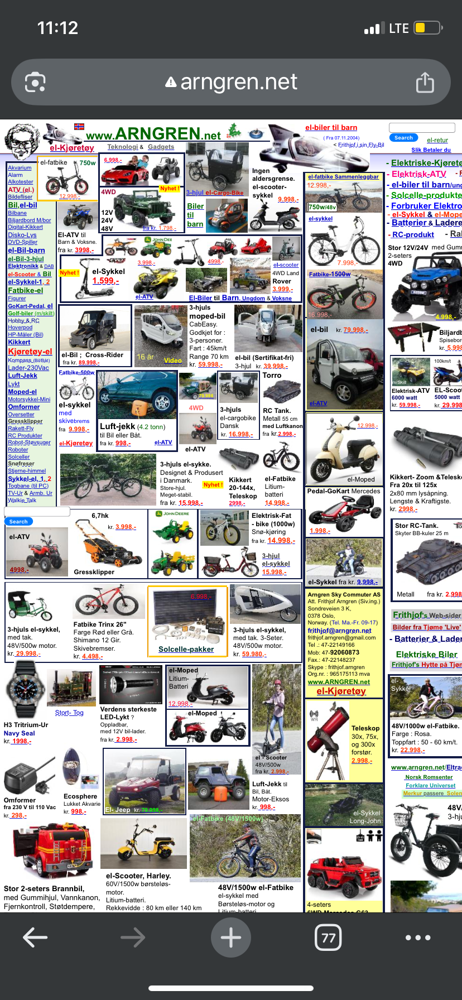 11:12
LTE
arngren.net
www.ARNGREN.net
el-Kjøretøy
Teknologi & Gadgets
el-biler til barn
( Fra 07.11.2004)
< Frithjof i sin Fly-Bil
Search
el-retur
Slik Betaler du
Akvarium
Alarm
Alkotester
ATV (el.)
Bildefliser
Bil,el-bil
Bilbane
Biljardbord M/bor
Digital-Kikkert
Disko-Lys
DVD-Spiller
el-Bil-barn
el-Bil-3-hjul
Elektronikk & DAB
el-Scooter & Bil
el-Sykkel-1, 2
Fatbike-el
Figurer
GoKart-Pedal, el
Golf-biler (m/skilt)
Hobby & RC
Hoverpod
HP-Måler (Bil)
Kikkert
Kjøretøy-el
Kompass (Bil/Båt)
Lader-230Vac
Luft-Jekk
Lykt
Moped-el
Motorsykkel-Mini
Omformer
Oversetter
Gressklipper
Rakett-Fly
RC Produkter
Robot-Støvsuger
Roboter
Solceller
Snøfreser
Stjerne-himmel
Sykkel-el, 1, 2
Togbane (til PC)
TV-Ur & Armb. Ur
Walkie Talk
Search
el-fatbike 750w
12.998,-
6.998,-
4WD
Nyhet !
12V
24V
48V
fra kr. 1.798,-
3-hjul el-Cargo-Bike
Biler
til
barn
Ingen
aldersgrense.
el-scooter-
sykkel 9.998,-
El-ATV til
Barn & Voksne.
fra kr. 3998,-
JOHN DEE
3.998,-
4998,-
el-scooter
4WD Land
Rover
3.999,-
Nyhet !
el-Sykkel
1.599,-
el-ATV
El-Biler til Barn, Ungdom & Voksne
el-Bil ; Cross-Rider
fra kr. 89.998,-
16 år
Video
3-hjuls
moped-bil
CabEasy.
Godkjet for :
3-personer.
Fart : 45km/t
Range 70 km
kr. 59.998,-
el-bil (Sertifikat-fri)
3-hjul kr. 39.998,-
Fatbike-500w
el-sykkel
med
skivebrems
fra 9.998,-
el-Kjøretøy
Luft-jekk (4.2 tonn)
til Bil eller Båt.
fra kr. 998,-
el-ATV
79.998
4WD
el-ATV
3-hjuls
el-cargobike
Dansk
kr. 16.998,-
Torro
RC Tank.
Metall 55 cm
med Luftkanon
fra kr.2.998,-
3-hjuls el-sykke.
Designet & Produsert
i Danmark.
Store-hjul.
Meget-stabil.
fra kr. 15.998,-
Nyhet !
Kikkert
20-144x,
Teleskop
2998,-
el-Fatbike
Litium-
batteri
14,998,-
el-fatbike Sammenleggbar
12.998,-
750w/48v
el-sykkel
7.998,-
Fatbike-1500w
16.998,-
el-bil kr. 79.998,-
el-ATV
12.998,-
el-Moped
Pedal-GoKart Mercedes
1.998,-
el-Sykkel fra kr. 9.998,-
- Elektriske-Kjøretø
- Elektrisk-ATV
- el-biler til barn/ung
- Solcelle-produkte
- Forbruker Elektro
- el-Sykkel & el-Mope
- Batterier & Ladere
- RC-produkt - Ral
Stor 12V/24V med Gumm
2-seters
4WD
4.998,-
Biljardb
Spisebor
kr. 5.998
m/Skilt
Elektrisk-ATV
6000 watt
kr. 59.998,-
100km/t
EL-Scoot
5000 watt
kr. 29.998
Kikkert- Zoom &Telesko
Fra 20x til 125x
2x80 mm lysåpning.
Lengste & Kraftigste.
kr. 2998,-
el-ATV
4998,-
6,7hk
kr. 3.998,-
Gressklipper
JOHN DEERE
Elektrisk-Fat
- bike (1000w)
Snø-kjøring
fra kr. 14.998,-
3-hjul
el-sykkel
15.998,-
Stor RC-Tank.
Skyter BB-kuler 25 m
Metall fra kr. 2.998
3-hjuls el-sykkel,
med tak.
48V/500w motor.
kr. 29.998,-
Fatbike Trinx 26"
Farge Rød eller Grå.
Shimano 12 Gir.
Skivebremser.
kr. 4.498,-
6.998,-
Solcelle-pakker
3-hjuls el-sykkel,
med tak. 3-Seter.
48V/500w motor.
kr. 59.980,-
Arngren Sky Commuter AS
Att. Frithjof Arngren (Siv.ing.)
Sondreveien 3 K,
0378 Oslo,
Norway. (Tel. Ma.-Fr. 09-17)
frithjof@arngren.net
frithjof.arngren@gmail.com
Tel .: 47-22149166
Mob: 47-92060873
Fax.: 47-22148237
Skype : frithjof.arngren
Org.nr. : 965175113 mva
www.ARNGREN.net
el-Kjøretøy
Frithjof's Web-sider
Bilder fra Tjøme 'Live'
- Batterier & Lader
Elektriske Biler
Frithjof's Hytte på Tjøm
H3 Tritrium-Ur
Navy Seal
kr. 1998,-
Stort- Tog
Verdens sterkeste
LED-Lykt ?
Oppladbar,
med 12V bil-lader.
fra kr. 2.998,-
el-Moped
Litium-
Batteri
12.998,-
el-Moped
el - Scooter
48V/500w
fra kr. 2.998,-
Wifi
Teleskop
30x, 75x,
og 300x
forstør.
2.998,-
el-
Sykkel
48V/1000w el-Fatbike.
Farge : Rosa.
Toppfart : 50 - 60 km/t.
kr. 22.998,-
www.arngren.net/Eltra
Norsk Romsenter
Forklare Universet
Merkur passere Solen
Omformer
fra 230 V til 110 Vac
kr. 298,-
Ecosphere
Lukket Akvarie
kr. 998,-
El- Jeep kr. 79.998,-
Luft-Jekk til
Bil, Båt.
Motor-Eksos
kr. 998,-
el-Sykkel
Long-John
48V/
3-hju
Stor 2-seters Brannbil,
med Gummihjul, Vannkanon,
Fjernkontroll, Støtdempere,
el-Scooter, Harley.
60V/1500w børsteløs-
motor.
Litium-batteri.
Rekkevidde : 80 km eller 140 km
el-Fatbike (48V/1500w)
48V/1500w el-Fatbike
el-sykkel med
Børsteløs-motor og
Litium-batteri
4-seters
6WD Mercedes G63
77